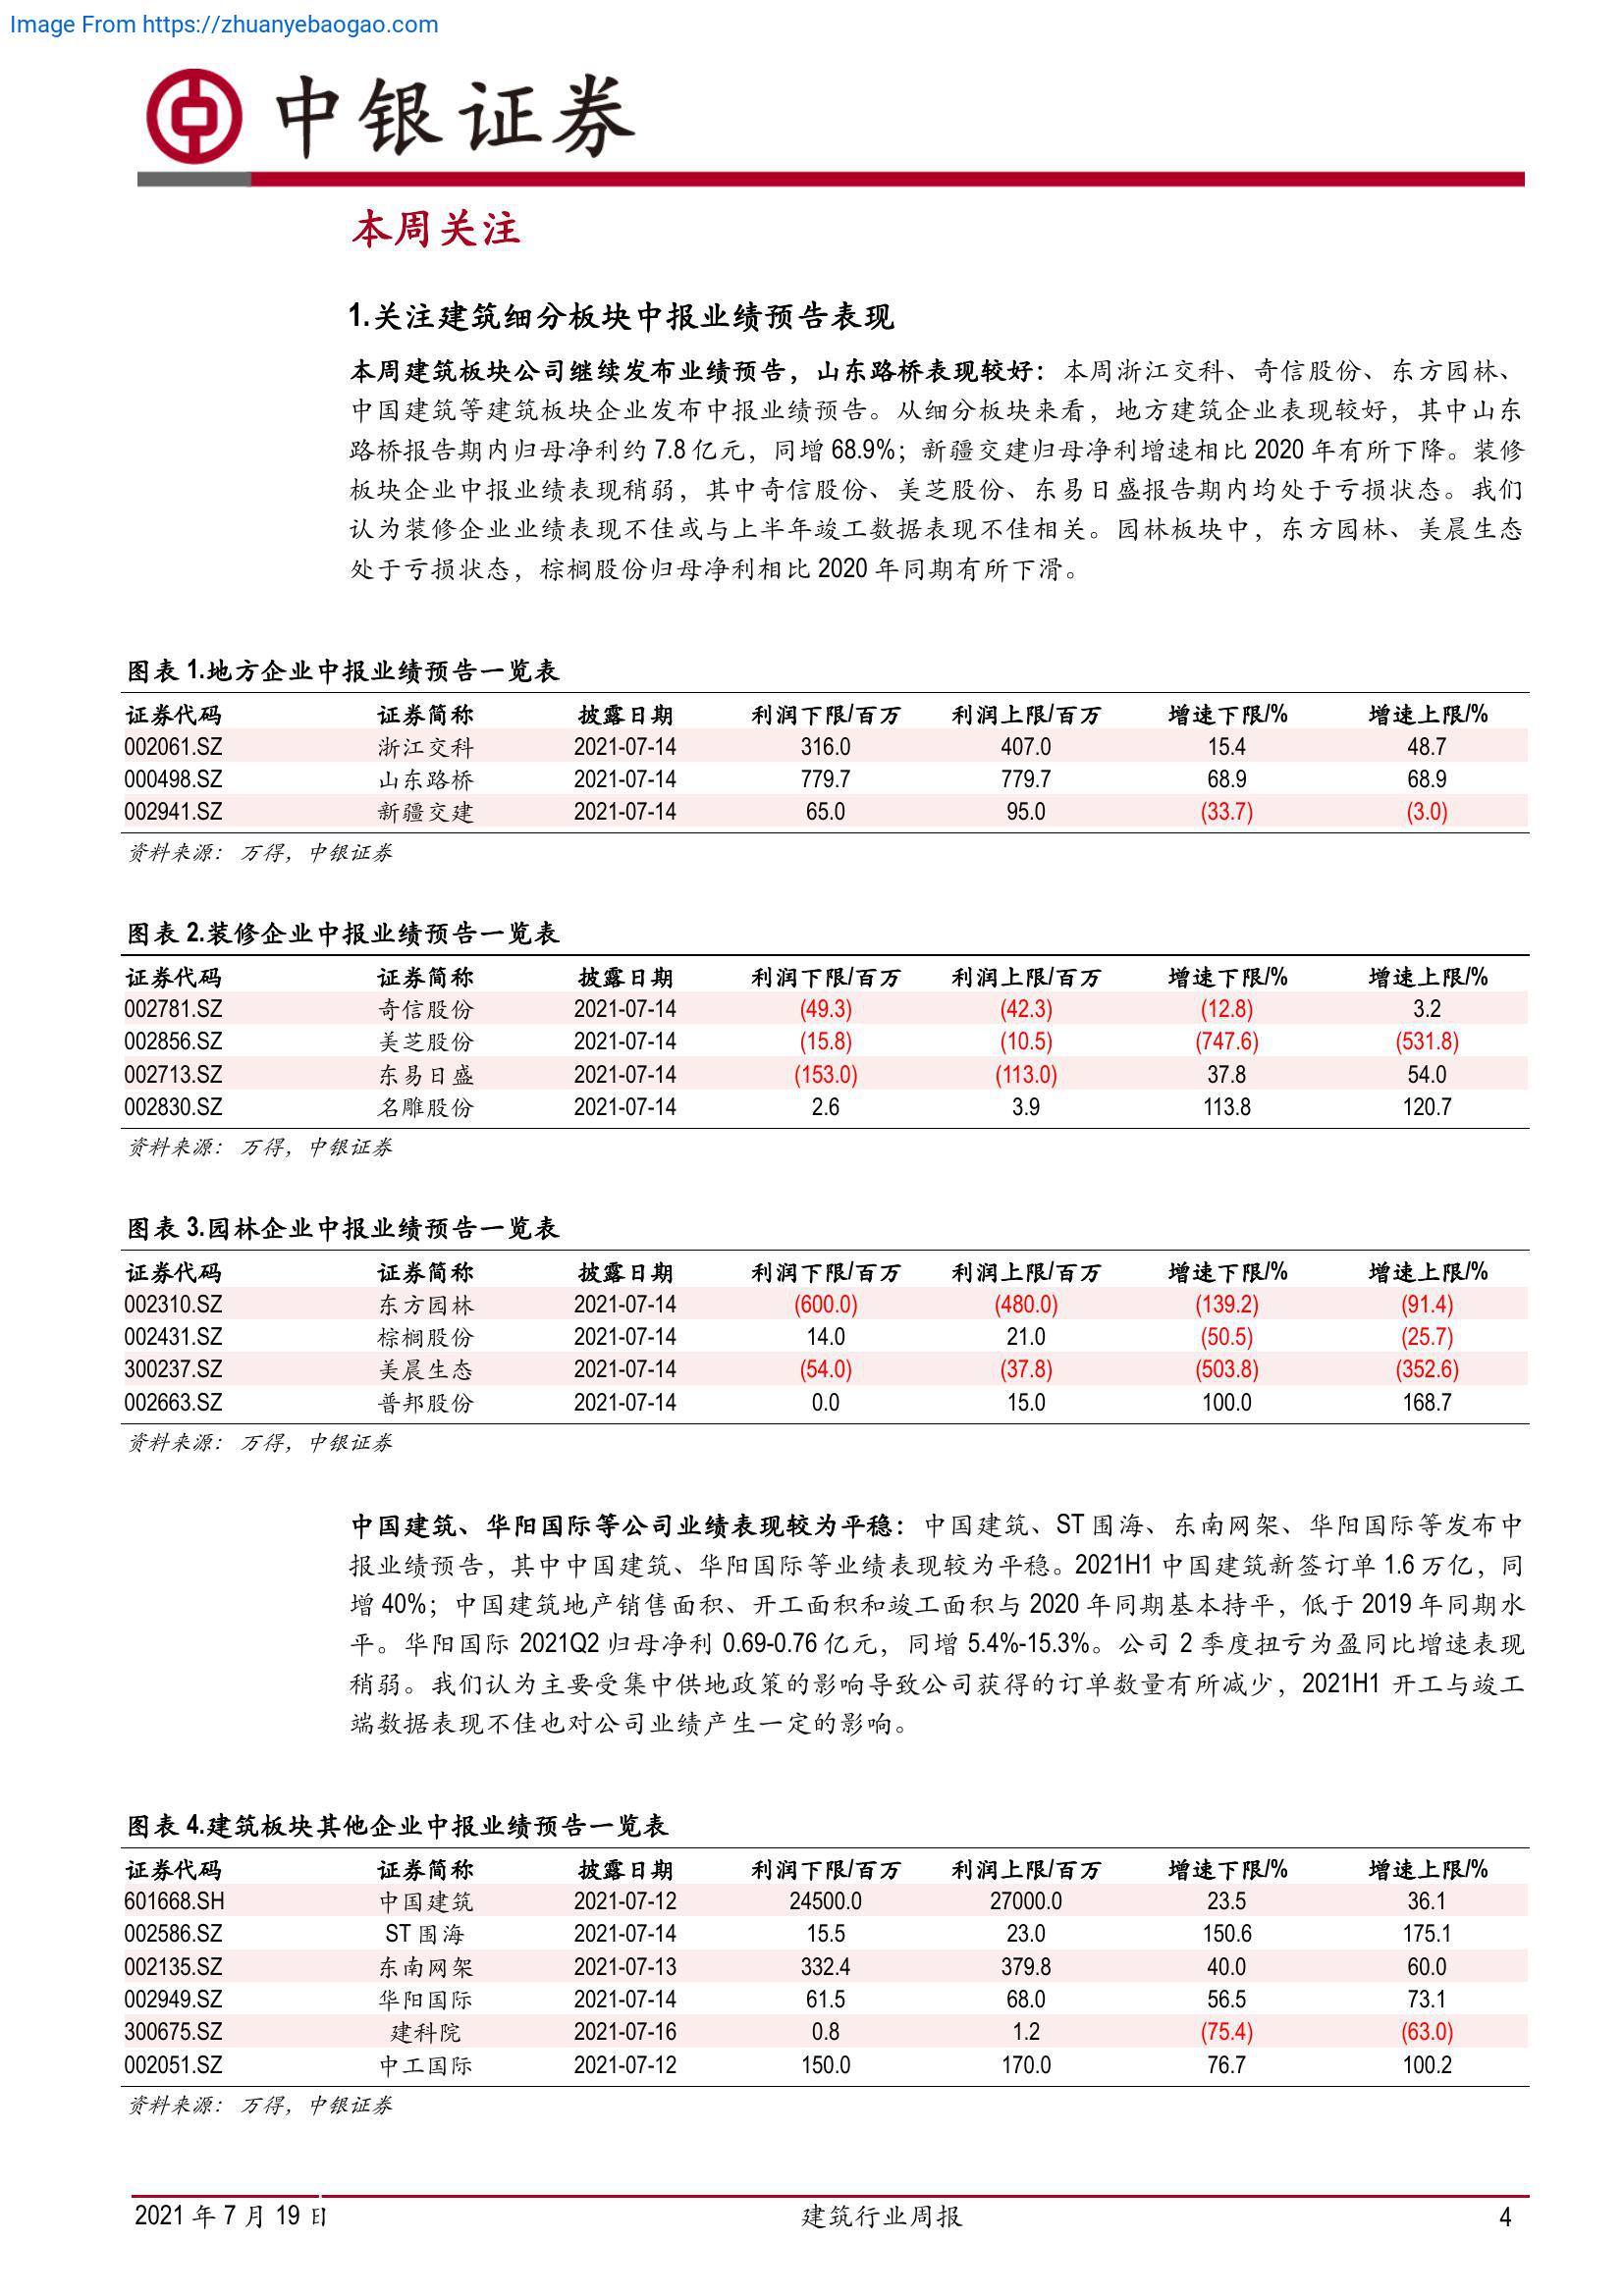 Image From https://zhuanyebaogao.com
中银证券
本周关注
1.关注建筑细分板块中报业绩预告表现
本周建筑板块公司继续发布业绩预告，山东路桥表现较好：本周浙江交科、奇信股份、东方园林、
中国建筑等建筑板块企业发布中报业绩预告。从细分板块来看，地方建筑企业表现较好，其中山东
路桥报告期内归母净利约 7.8 亿元，同增 68.9%；新疆交建归母净利增速相比 2020 年有所下降。装修
板块企业中报业绩表现稍弱，其中奇信股份、美芝股份、东易日盛报告期内均处于亏损状态。我们
认为装修企业业绩表现不佳或与上半年竣工数据表现不佳相关。园林板块中，东方园林、美晨生态
处于亏损状态，棕榈股份归母净利相比 2020 年同期有所下滑。
图表 1.地方企业中报业绩预告一览表
证券代码 证券简称 披露日期 利润下限/百万 利润上限/百万 增速下限/% 增速上限/%
002061.SZ 浙江交科 2021-07-14 316.0 407.0 15.4 48.7
000498.SZ 山东路桥 2021-07-14 779.7 779.7 68.9 68.9
002941.SZ 新疆交建 2021-07-14 65.0 95.0 (33.7) (3.0)
资料来源：万得，中银证券
图表 2.装修企业中报业绩预告一览表
证券代码 证券简称 披露日期 利润下限/百万 利润上限/百万 增速下限/% 增速上限/%
002781.SZ 奇信股份 2021-07-14 (49.3) (42.3) (12.8) 3.2
002856.SZ 美芝股份 2021-07-14 (15.8) (10.5) (747.6) (531.8)
002713.SZ 东易日盛 2021-07-14 (153.0) (113.0) 37.8 54.0
002830.SZ 名雕股份 2021-07-14 2.6 3.9 113.8 120.7
资料来源：万得，中银证券
图表 3.园林企业中报业绩预告一览表
证券代码 证券简称 披露日期 利润下限/百万 利润上限/百万 增速下限/% 增速上限/%
002310.SZ 东方园林 2021-07-14 (600.0) (480.0) (139.2) (91.4)
002431.SZ 棕榈股份 2021-07-14 14.0 21.0 (50.5) (25.7)
300237.SZ 美晨生态 2021-07-14 (54.0) (37.8) (503.8) (352.6)
002663.SZ 普邦股份 2021-07-14 0.0 15.0 100.0 168.7
资料来源：万得，中银证券
中国建筑、华阳国际等公司业绩表现较为平稳：中国建筑、ST 围海、东南网架、华阳国际等发布中
报业绩预告，其中中国建筑、华阳国际等业绩表现较为平稳。2021H1 中国建筑新签订单 1.6 万亿，同
增 40%；中国建筑地产销售面积、开工面积和竣工面积与 2020 年同期基本持平，低于 2019 年同期水
平。华阳国际 2021Q2 归母净利 0.69-0.76 亿元，同增 5.4%-15.3%。公司 2 季度扭亏为盈同比增速表现
稍弱。我们认为主要受集中供地政策的影响导致公司获得的订单数量有所减少，2021H1 开工与竣工
端数据表现不佳也对公司业绩产生一定的影响。
图表 4.建筑板块其他企业中报业绩预告一览表
证券代码 证券简称 披露日期 利润下限/百万 利润上限/百万 增速下限/% 增速上限/%
601668.SH 中国建筑 2021-07-12 24500.0 27000.0 23.5 36.1
002586.SZ ST 围海 2021-07-14 15.5 23.0 150.6 175.1
002135.SZ 东南网架 2021-07-13 332.4 379.8 40.0 60.0
002949.SZ 华阳国际 2021-07-14 61.5 68.0 56.5 73.1
300675.SZ 建科院 2021-07-16 0.8 1.2 (75.4) (63.0)
002051.SZ 中工国际 2021-07-12 150.0 170.0 76.7 100.2
资料来源：万得，中银证券
2021 年 7 月 19 日 建筑行业周报 4